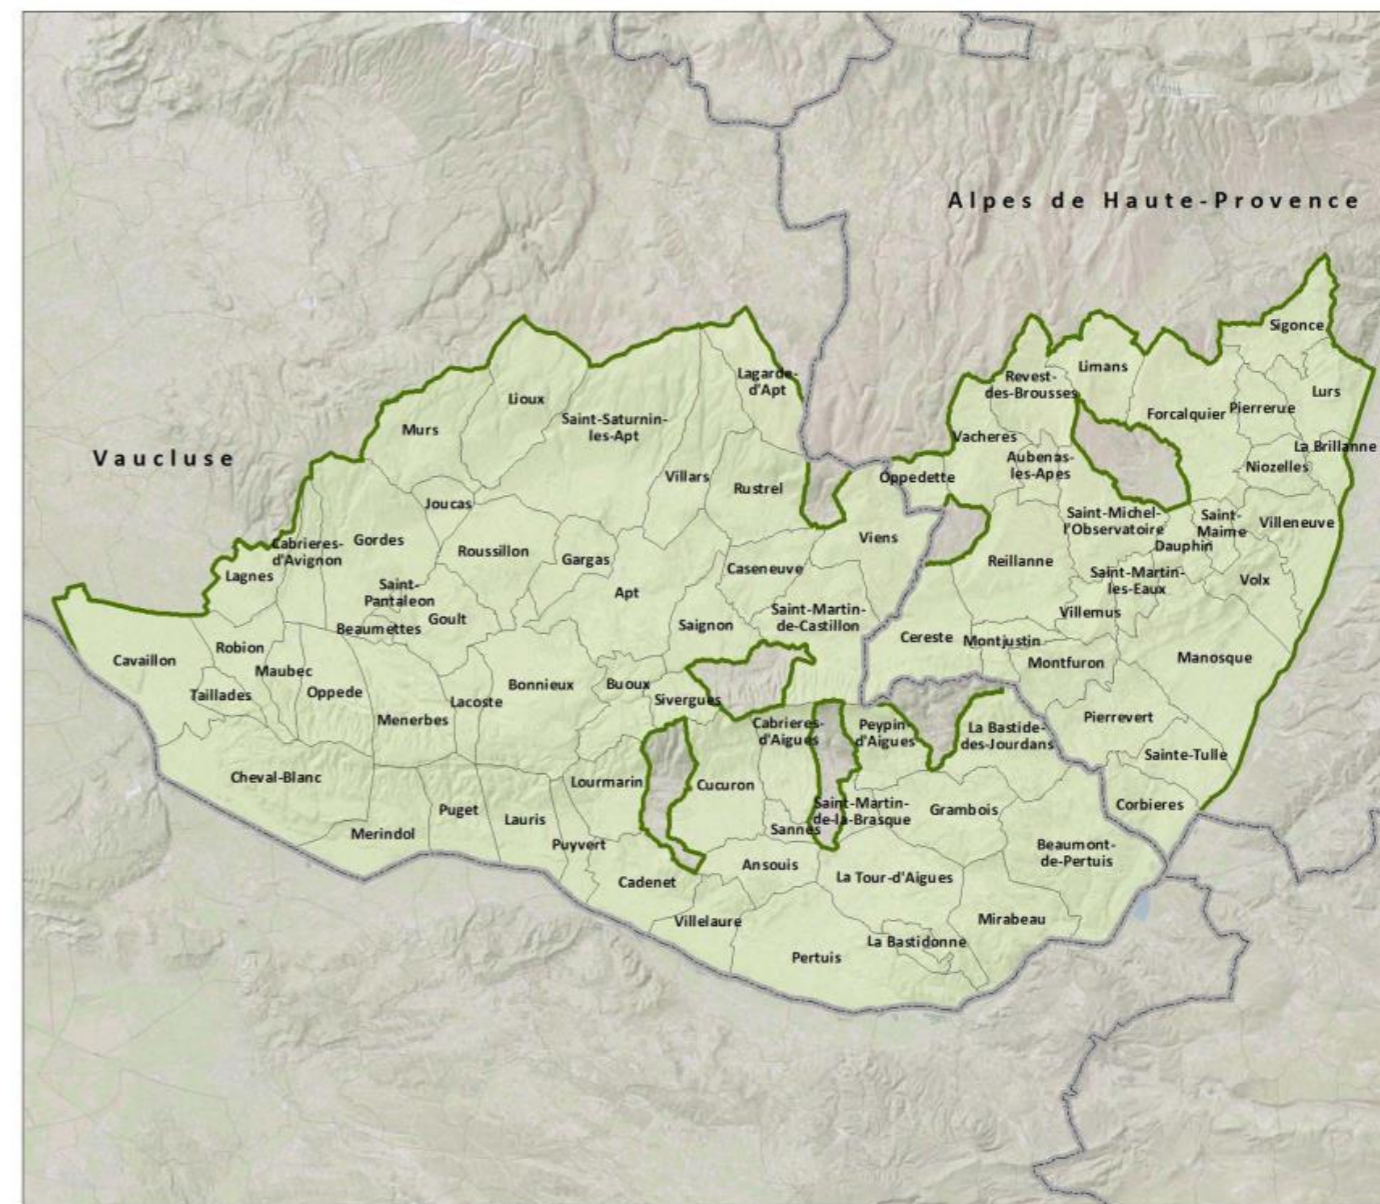 Alpes de Haute-Provence
Sigonce
Limans
Lagarde-
d'Apt
Revest-
des-Brousses
Lurs
Lioux
Forcalquier
Pierrerue
Saint-Saturnin-
les-Apt
Murs
Vacheres
La Brillanne
Vaucluse
Aubenas-
les-Apes
Niozelles
Villars
Oppedette
Rustrel
Joucas
Saint-Michel-
l'Observatoire
Saint-
Maime
Villeneuve
Viens
Gordes
Cabrieres-
d'Avignon
Dauphin
Roussillon
Gargas
Reillanne
Caseneuve
Lagnes
Saint-Martin-
les-Eaux
Volx
Saint-
Pantaleon
Apt
Villemus
Saint-Martin-
de-Castillon
Goult
Beaumettes
Saignon
Cereste
Montjustin
Robion
Manosque
Cavaillon
Montfuron
Maubec
Bonnieux
Buoux
Taillades
Oppede
Lacoste
Sivergues
Menerbes
Pierrevert
Cabrieres-
d'Aigues
Peypin-
d'Aigues
La Bastide-
des-Jourdans
Sainte-Tulle
Cheval-Blanc
Lourmarin
Cucuron
Corbieres
Puget
Saint-Martin-
de-la-Brasque
Grambois
Lauris
Sannes
Merindol
Puyvert
Beaumont-
de-Pertuis
Ansouis
La Tour-d'Aigues
Cadenet
Villelaure
Mirabeau
La Bastidonne
Pertuis